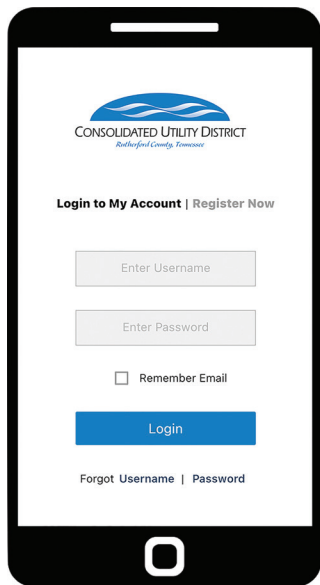 CONSOLIDATED UTILITY DISTRICT
Rutherford County, Tennessee
Login to My Account | Register Now
Enter Username
Enter Password
Remember Email
Login
Forgot Username | Password